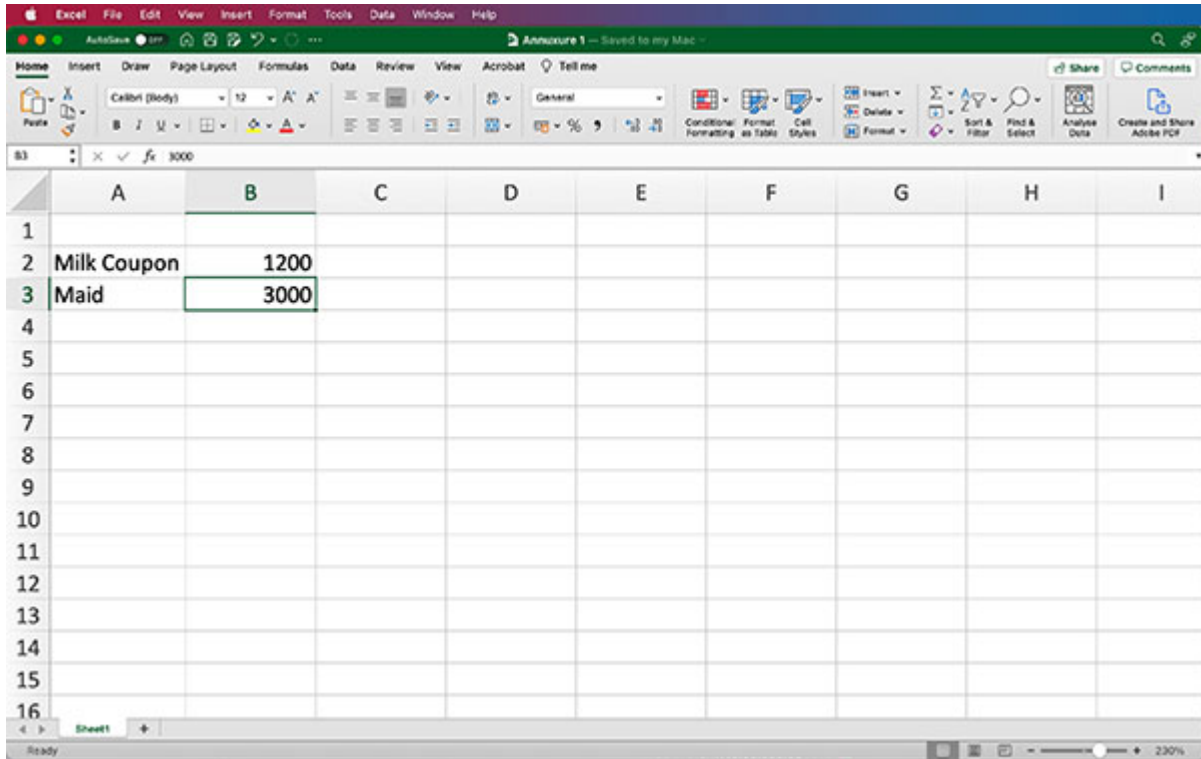 Excel File Edit View Insert Format Tools Data Window Help
AutoSave OFF ... Annuxure 1 — Saved to my Mac
Home Insert Draw Page Layout Formulas Data Review View Acrobat Tell me Share Comments
Paste Calibri (Body) 12 A A General Conditional Formatting Format as Table Cell Styles Insert Delete Format Sort & Filter Find & Select Analyse Data Create and Share Adobe PDF
B I U A % 9
B3 fx 3000
A B C D E F G H I
1
2 Milk Coupon 1200
3 Maid 3000
4
5
6
7
8
9
10
11
12
13
14
15
16
Sheet1 +
Ready 230%